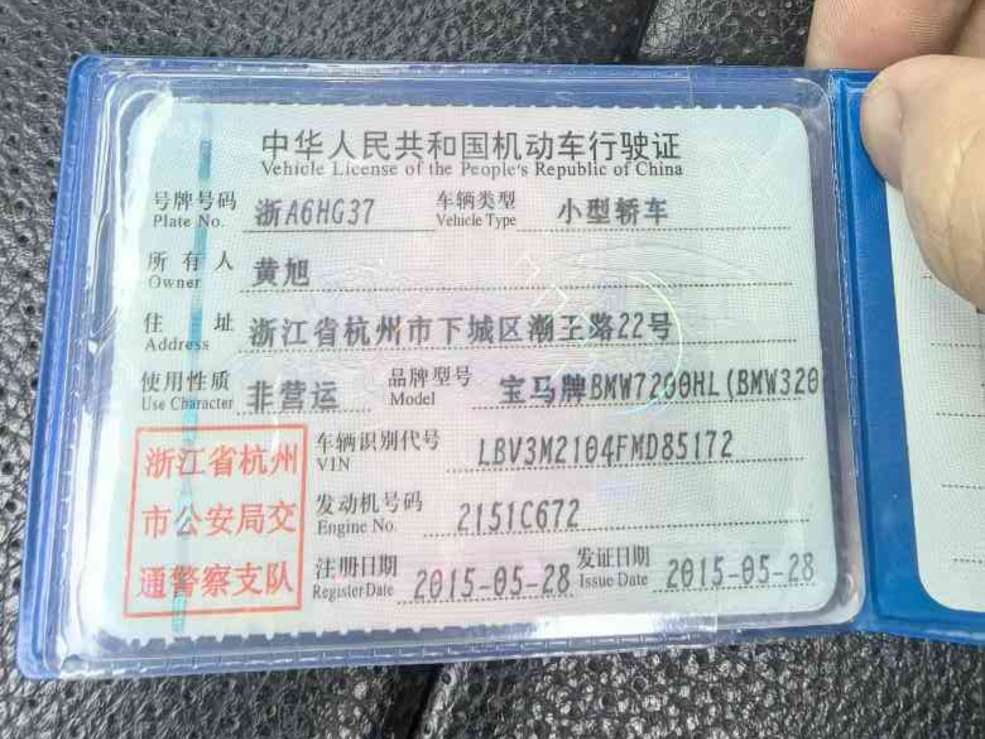 中华人民共和国机动车行驶证
Vehicle License of the People's Republic of China
号牌号码 浙A6HG37 车辆类型 小型轿车
Plate No. Vehicle Type
所有人 黄旭
Owner
住址 浙江省杭州市下城区潮王路22号
Address
使用性质 非营运 品牌型号 宝马牌BMW7200HL(BMW320
Use Character Model
浙江省杭州
市公安局交
通警察支队
车辆识别代号 LBV3M2104FMD85172
VIN
发动机号码 2151C672
Engine No.
注册日期 2015-05-28 发证日期 2015-05-28
Register Date Issue Date